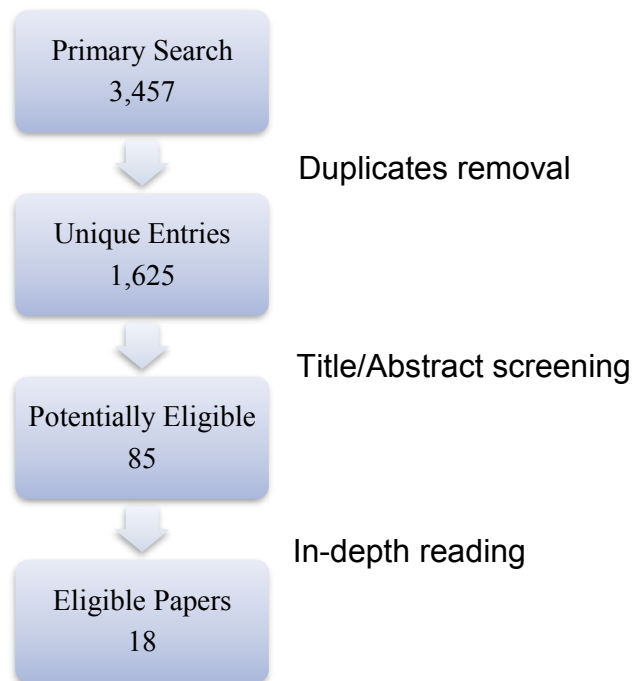 Primary Search
3,457
Duplicates removal
Unique Entries
1,625
Title/Abstract screening
Potentially Eligible
85
In-depth reading
Eligible Papers
18